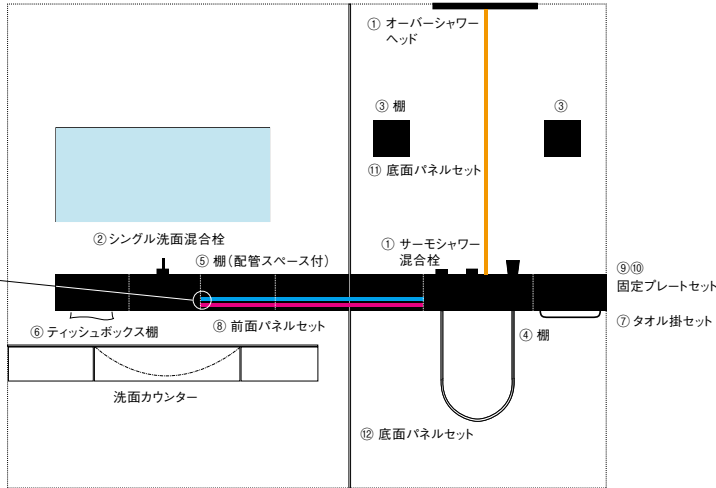 ① オーバーシャワー
ヘッド
③ 棚
③
⑪ 底面パネルセット
② シングル洗面混合栓
① サーモシャワー
混合栓
⑤ 棚(配管スペース付)
⑨⑩
固定プレートセット
⑥ ティッシュボックス棚
⑧ 前面パネルセット
④ 棚
⑦ タオル掛セット
洗面カウンター
⑫ 底面パネルセット